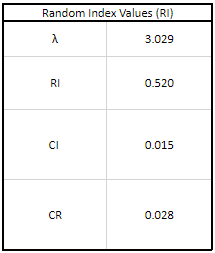 Random Index Values (RI)
λ 3.029
RI 0.520
CI 0.015
CR 0.028